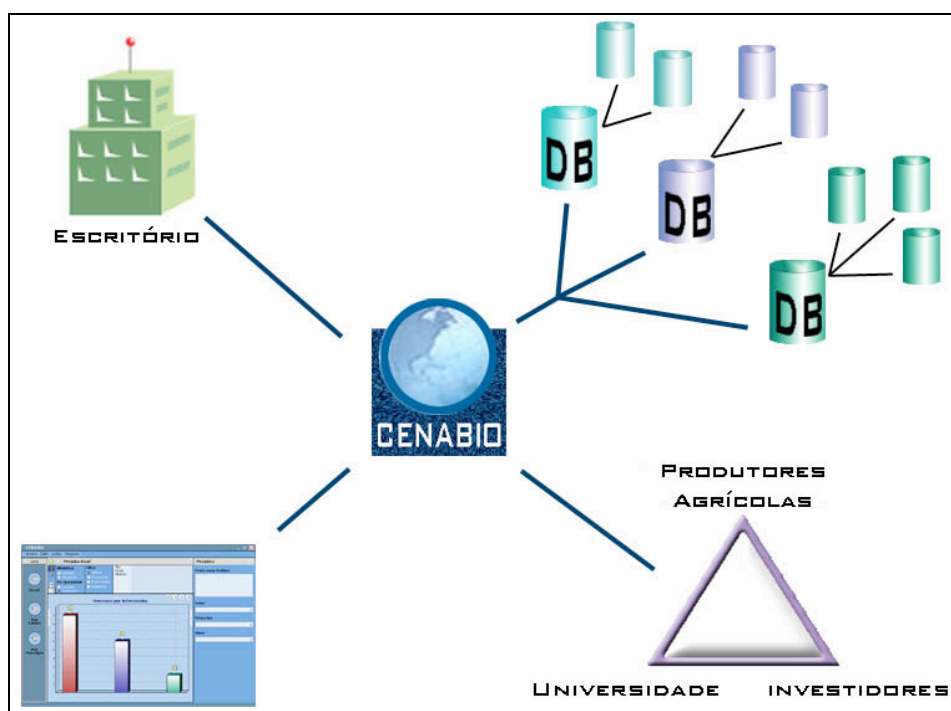 DB
DB
DB
ESCRITÓRIO
CENABIO
PRODUTORES
AGRÍCOLAS
UNIVERSIDADE INVESTIDORES